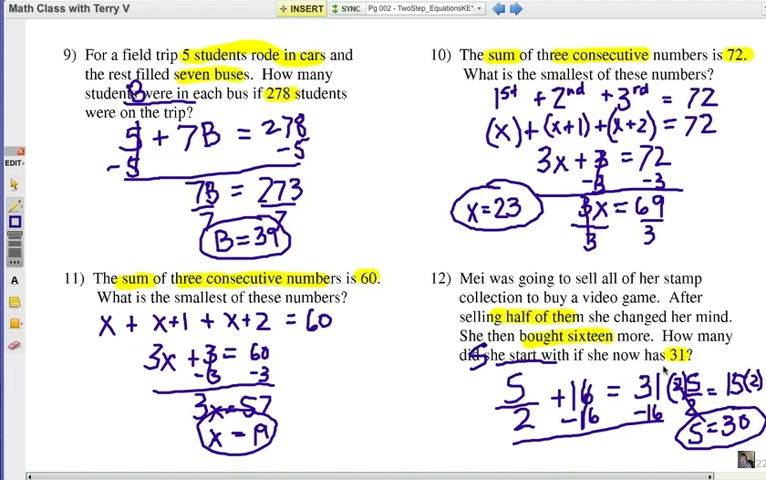 Math Class with Terry V
+ INSERT
SYNC
Pg 002 - TwoStep_EquationsKEY
EDIT
A
9) For a field trip 5 students rode in cars and
the rest filled seven buses. How many
students were in each bus if 278 students
were on the trip?
B
5 + 7B = 278
-5 -5
7B = 273
7 7
B = 39
10) The sum of three consecutive numbers is 72.
What is the smallest of these numbers?
1st + 2nd + 3rd = 72
(x) + (x+1) + (x+2) = 72
3x + 3 = 72
-3 -3
3x = 69
3 3
x = 23
11) The sum of three consecutive numbers is 60.
What is the smallest of these numbers?
x + x+1 + x+2 = 60
3x + 3 = 60
-3 -3
3x = 57
x = 19
12) Mei was going to sell all of her stamp
collection to buy a video game. After
selling half of them she changed her mind.
She then bought sixteen more. How many
did she start with if she now has 31?
S
S/2 + 16 = 31
-16 -16
(2)S/2 = 15(2)
S = 30
22